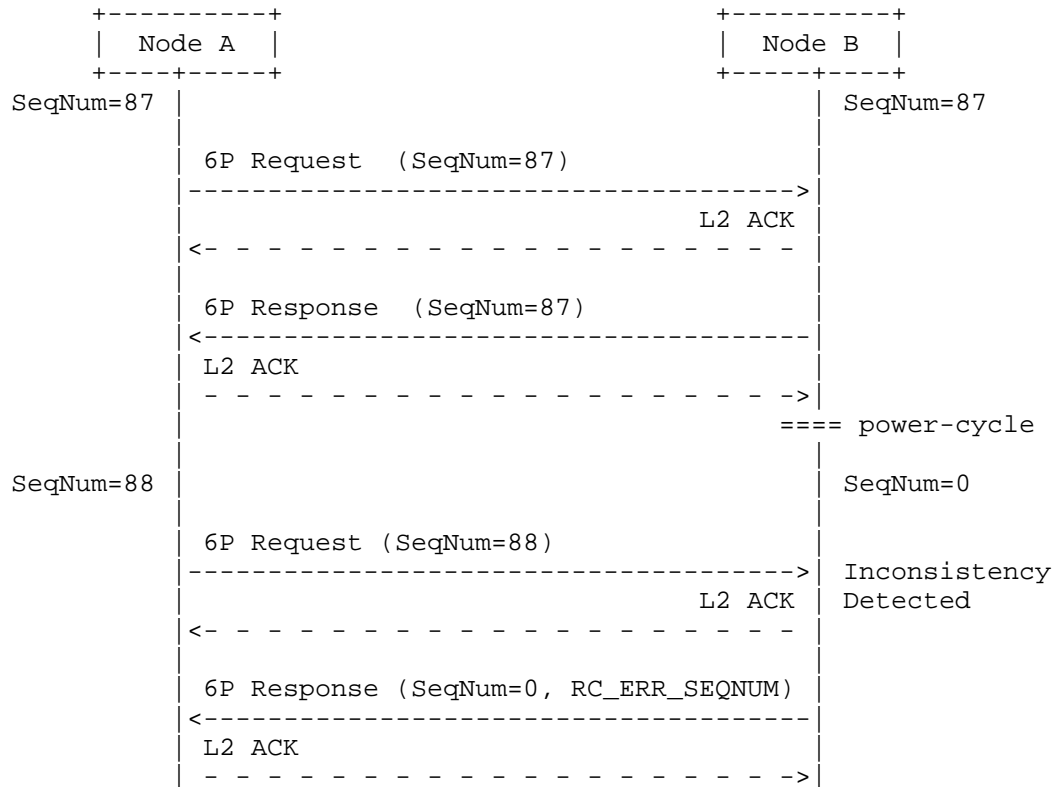 Node A Node B
SeqNum=87 SeqNum=87
6P Request (SeqNum=87)
L2 ACK
6P Response (SeqNum=87)
L2 ACK
==== power-cycle
SeqNum=88 SeqNum=0
6P Request (SeqNum=88)
Inconsistency
L2 ACK Detected
6P Response (SeqNum=0, RC_ERR_SEQNUM)
L2 ACK